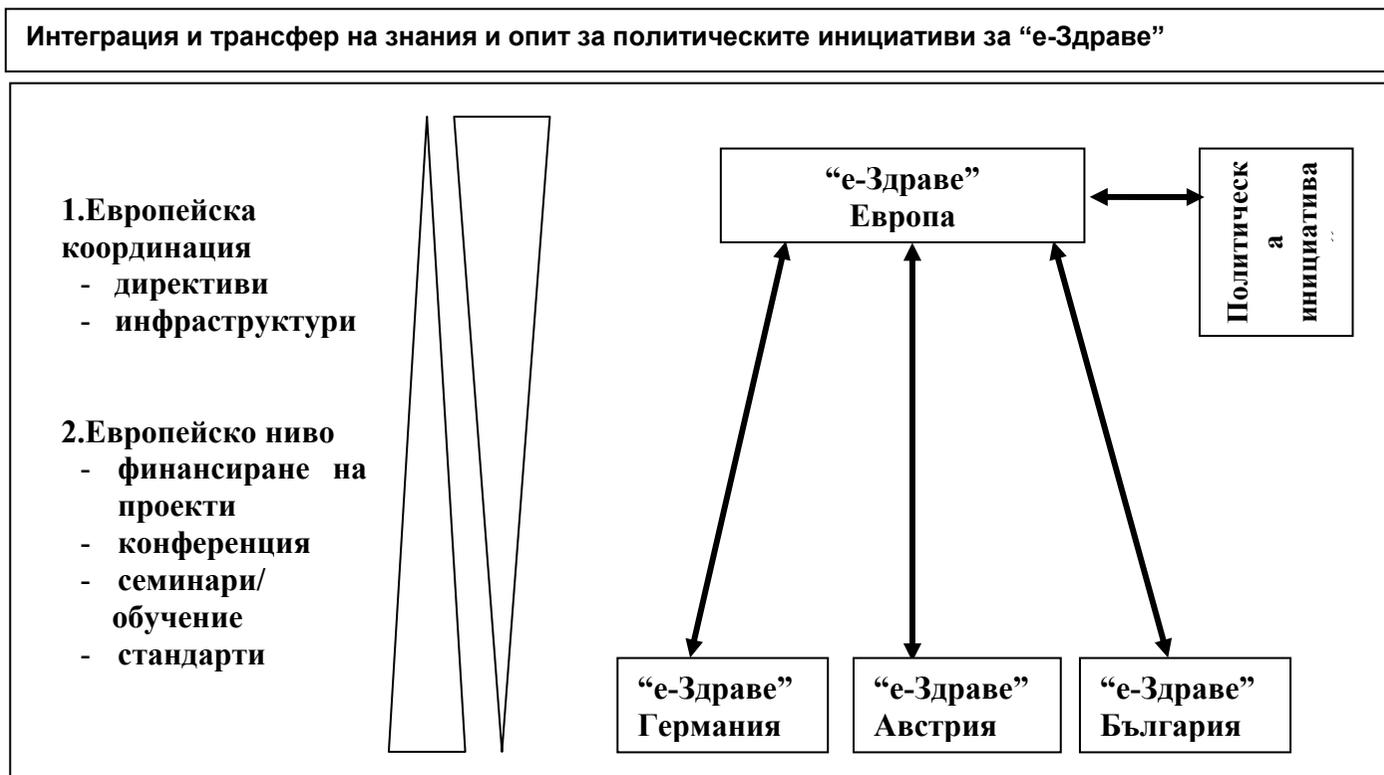 Интеграция и трансфер на знания и опит за политическите инициативи за “е-Здраве”
1.Европейска
координация
- директиви
- инфраструктури
2.Европейско ниво
- финансиране на
проекти
- конференция
- семинари/
обучение
- стандарти
“е-Здраве”
Европа
Политическ
а
инициатива
“е-Здраве”
Германия
“е-Здраве”
Австрия
“е-Здраве”
България